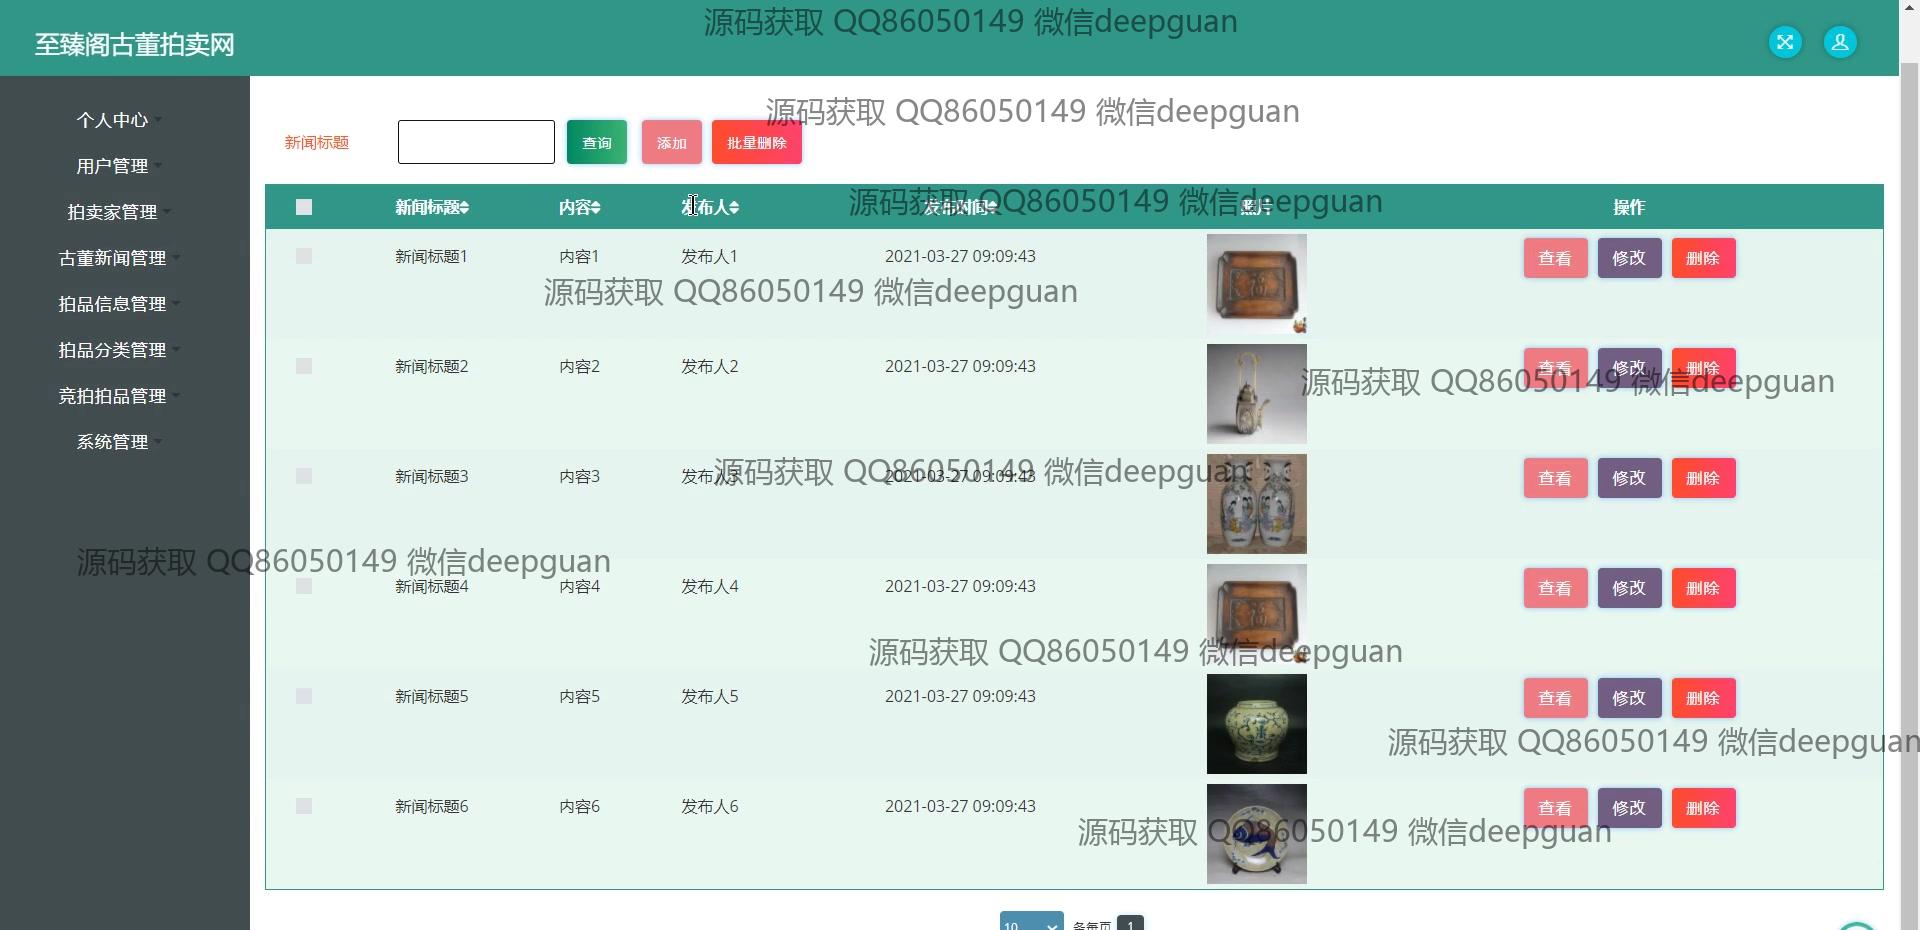 源码获取 QQ86050149 微信deepguan
至臻阁古董拍卖网
源码获取 QQ86050149 微信deepguan
个人中心
新闻标题 查询 添加 批量删除
用户管理
源码获取 QQ86050149 微信deepguan
拍卖家管理
新闻标题 内容 发布人 发布时间 照片 操作
古董新闻管理
新闻标题1 内容1 发布人1 2021-03-27 09:09:43 查看 修改 删除
源码获取 QQ86050149 微信deepguan
拍品信息管理
拍品分类管理
新闻标题2 内容2 发布人2 2021-03-27 09:09:43 查看 修改 删除
源码获取 QQ86050149 微信deepguan
竞拍拍品管理
系统管理
新闻标题3 内容3 发布人3 2021-03-27 09:09:43 查看 修改 删除
源码获取 QQ86050149 微信deepguan
源码获取 QQ86050149 微信deepguan
新闻标题4 内容4 发布人4 2021-03-27 09:09:43 查看 修改 删除
源码获取 QQ86050149 微信deepguan
新闻标题5 内容5 发布人5 2021-03-27 09:09:43 查看 修改 删除
源码获取 QQ86050149 微信deepguan
新闻标题6 内容6 发布人6 2021-03-27 09:09:43 查看 修改 删除
源码获取 QQ86050149 微信deepguan
10 条每页 1